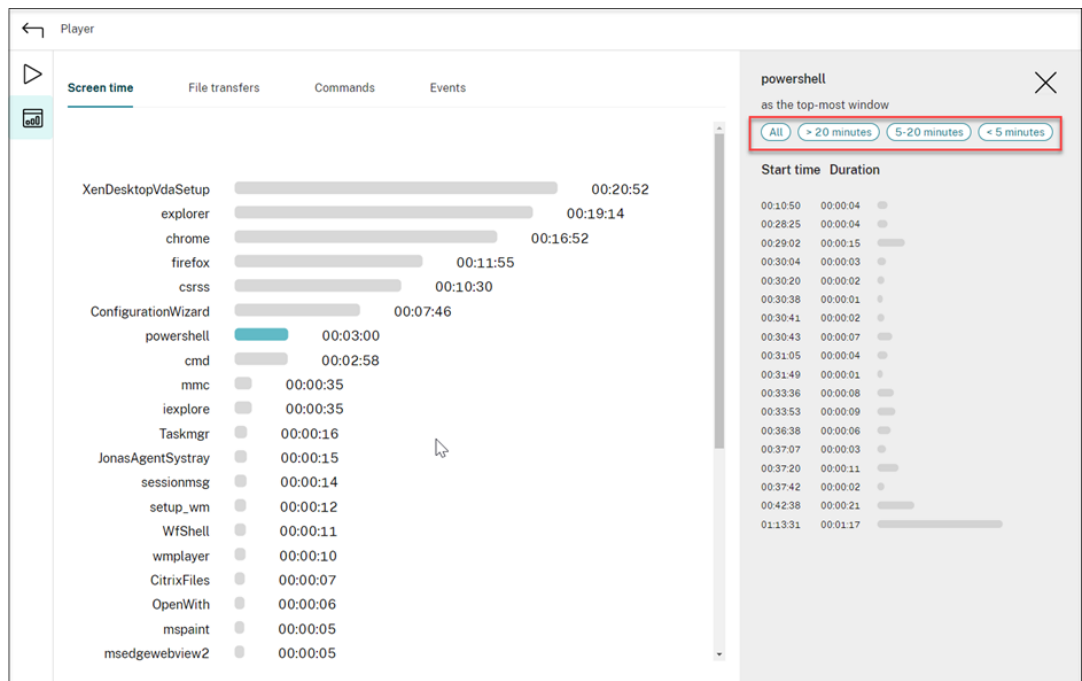 Player
Screen time File transfers Commands Events
XenDesktopVdaSetup 00:20:52
explorer 00:19:14
chrome 00:16:52
firefox 00:11:55
csrss 00:10:30
ConfigurationWizard 00:07:46
powershell 00:03:00
cmd 00:02:58
mmc 00:00:35
iexplore 00:00:35
Taskmgr 00:00:16
JonasAgentSystray 00:00:15
sessionmsg 00:00:14
setup_wm 00:00:12
WfShell 00:00:11
wmplayer 00:00:10
CitrixFiles 00:00:07
OpenWith 00:00:06
mspaint 00:00:05
msedgewebview2 00:00:05
powershell
as the top-most window
All > 20 minutes 5-20 minutes < 5 minutes
Start time Duration
00:10:50 00:00:04
00:28:25 00:00:04
00:29:02 00:00:15
00:30:04 00:00:03
00:30:20 00:00:02
00:30:38 00:00:01
00:30:41 00:00:02
00:30:43 00:00:07
00:31:05 00:00:04
00:31:49 00:00:01
00:33:36 00:00:08
00:33:53 00:00:09
00:36:38 00:00:06
00:37:07 00:00:03
00:37:20 00:00:11
00:37:42 00:00:02
00:42:38 00:00:21
01:13:31 00:01:17